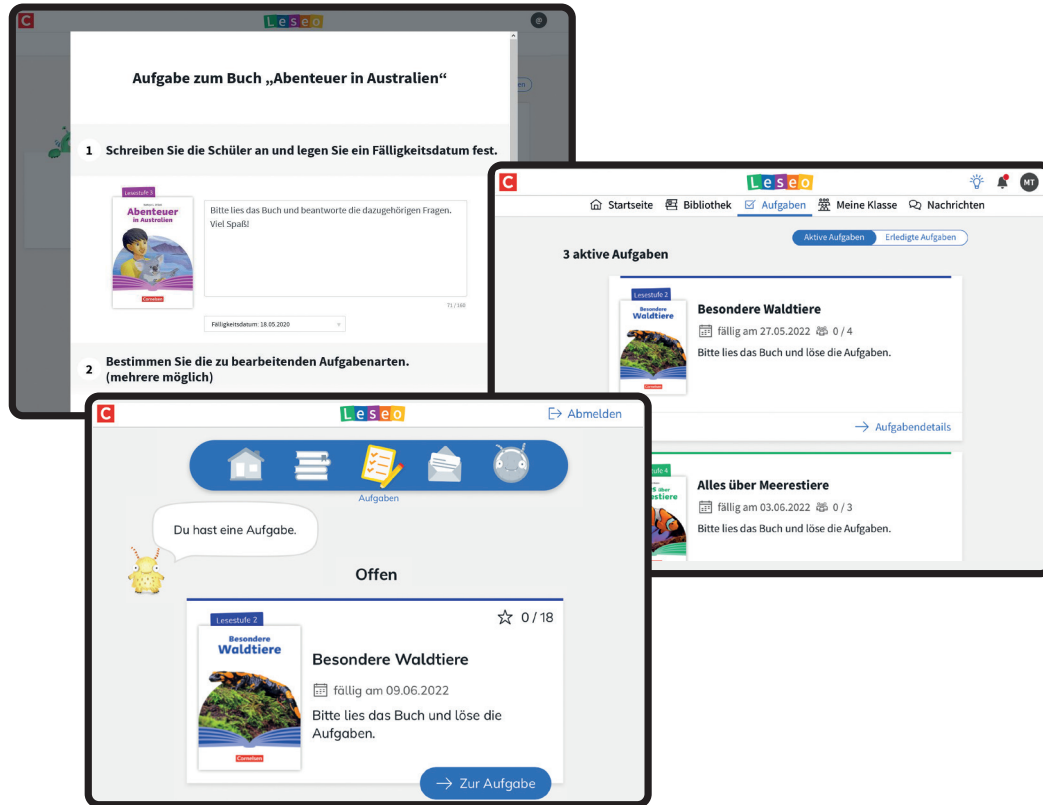 C
Leseo
@
Aufgabe zum Buch „Abenteuer in Australien“
1 Schreiben Sie die Schüler an und legen Sie ein Fälligkeitsdatum fest.
Lesestufe 3
Abenteuer
in Australien
Cornelsen
Bitte lies das Buch und beantworte die dazugehörigen Fragen.
Viel Spaß!
Fälligkeitsdatum: 18.05.2020
2 Bestimmen Sie die zu bearbeitenden Aufgabenarten.
(mehrere möglich)
C
Leseo
MT
Startseite Bibliothek Aufgaben Meine Klasse Nachrichten
Aktive Aufgaben Erledigte Aufgaben
3 aktive Aufgaben
Lesestufe 2
Besondere
Waldtiere
Cornelsen
Besondere Waldtiere
fällig am 27.05.2022 0 / 4
Bitte lies das Buch und löse die Aufgaben.
→ Aufgabendetails
Alles über Meerestiere
fällig am 03.06.2022 0 / 3
Bitte lies das Buch und löse die Aufgaben.
C
Leseo
Abmelden
Aufgaben
Du hast eine Aufgabe.
Offen
Lesestufe 2
Besondere
Waldtiere
Cornelsen
0 / 18
Besondere Waldtiere
fällig am 09.06.2022
Bitte lies das Buch und löse die
Aufgaben.
→ Zur Aufgabe